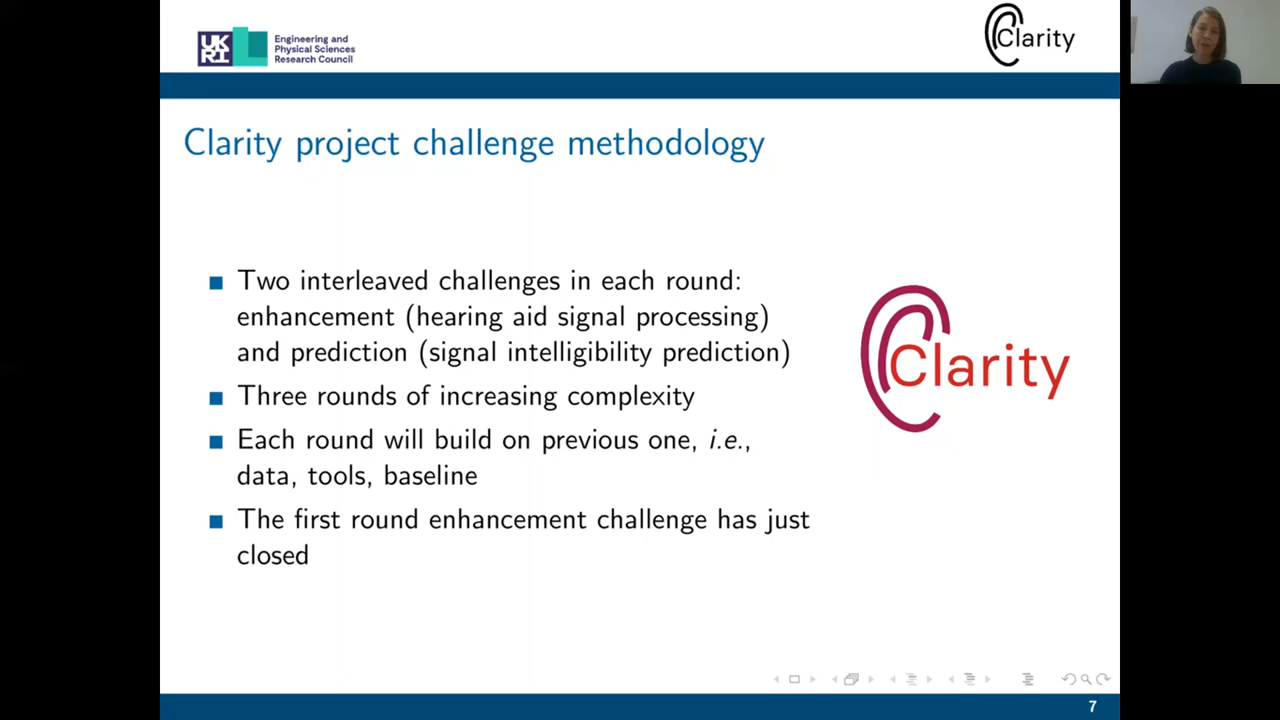 UK
RI
Engineering and
Physical Sciences
Research Council
Clarity
Clarity project challenge methodology
Two interleaved challenges in each round:
enhancement (hearing aid signal processing)
and prediction (signal intelligibility prediction)
Three rounds of increasing complexity
Each round will build on previous one, i.e.,
data, tools, baseline
The first round enhancement challenge has just
closed
Clarity
7